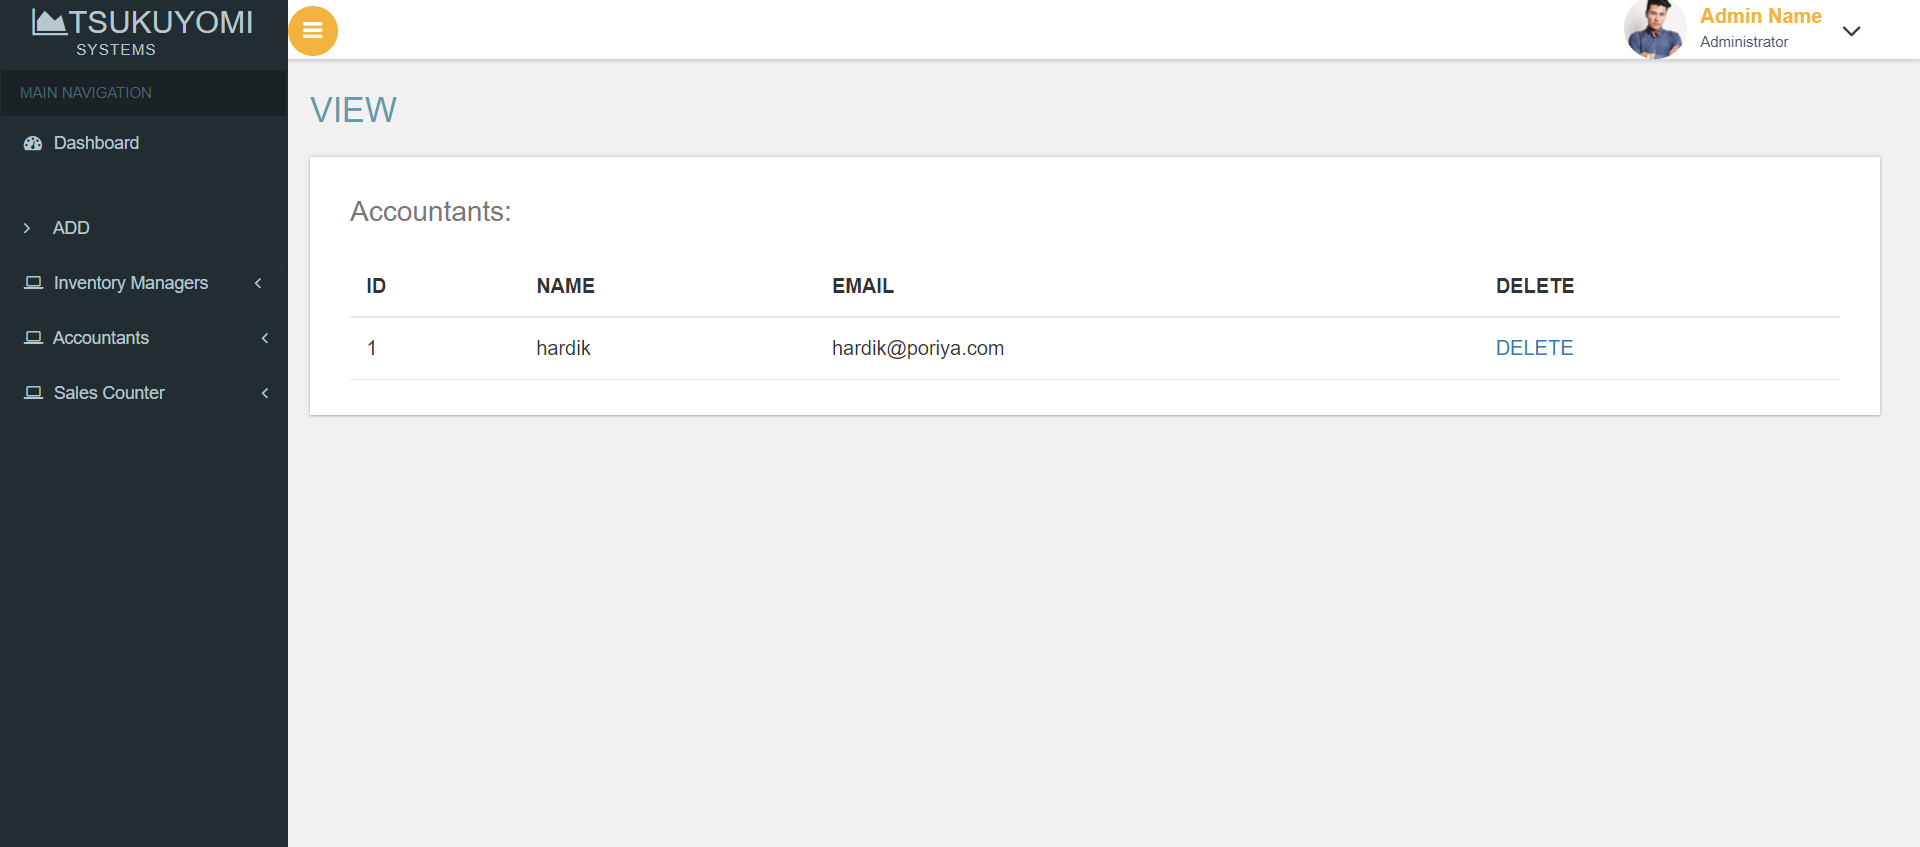 TSUKUYOMI
SYSTEMS
MAIN NAVIGATION
Dashboard
ADD
Inventory Managers
Accountants
Sales Counter
Admin Name
Administrator
VIEW
Accountants:
ID NAME EMAIL DELETE
1 hardik hardik@poriya.com DELETE